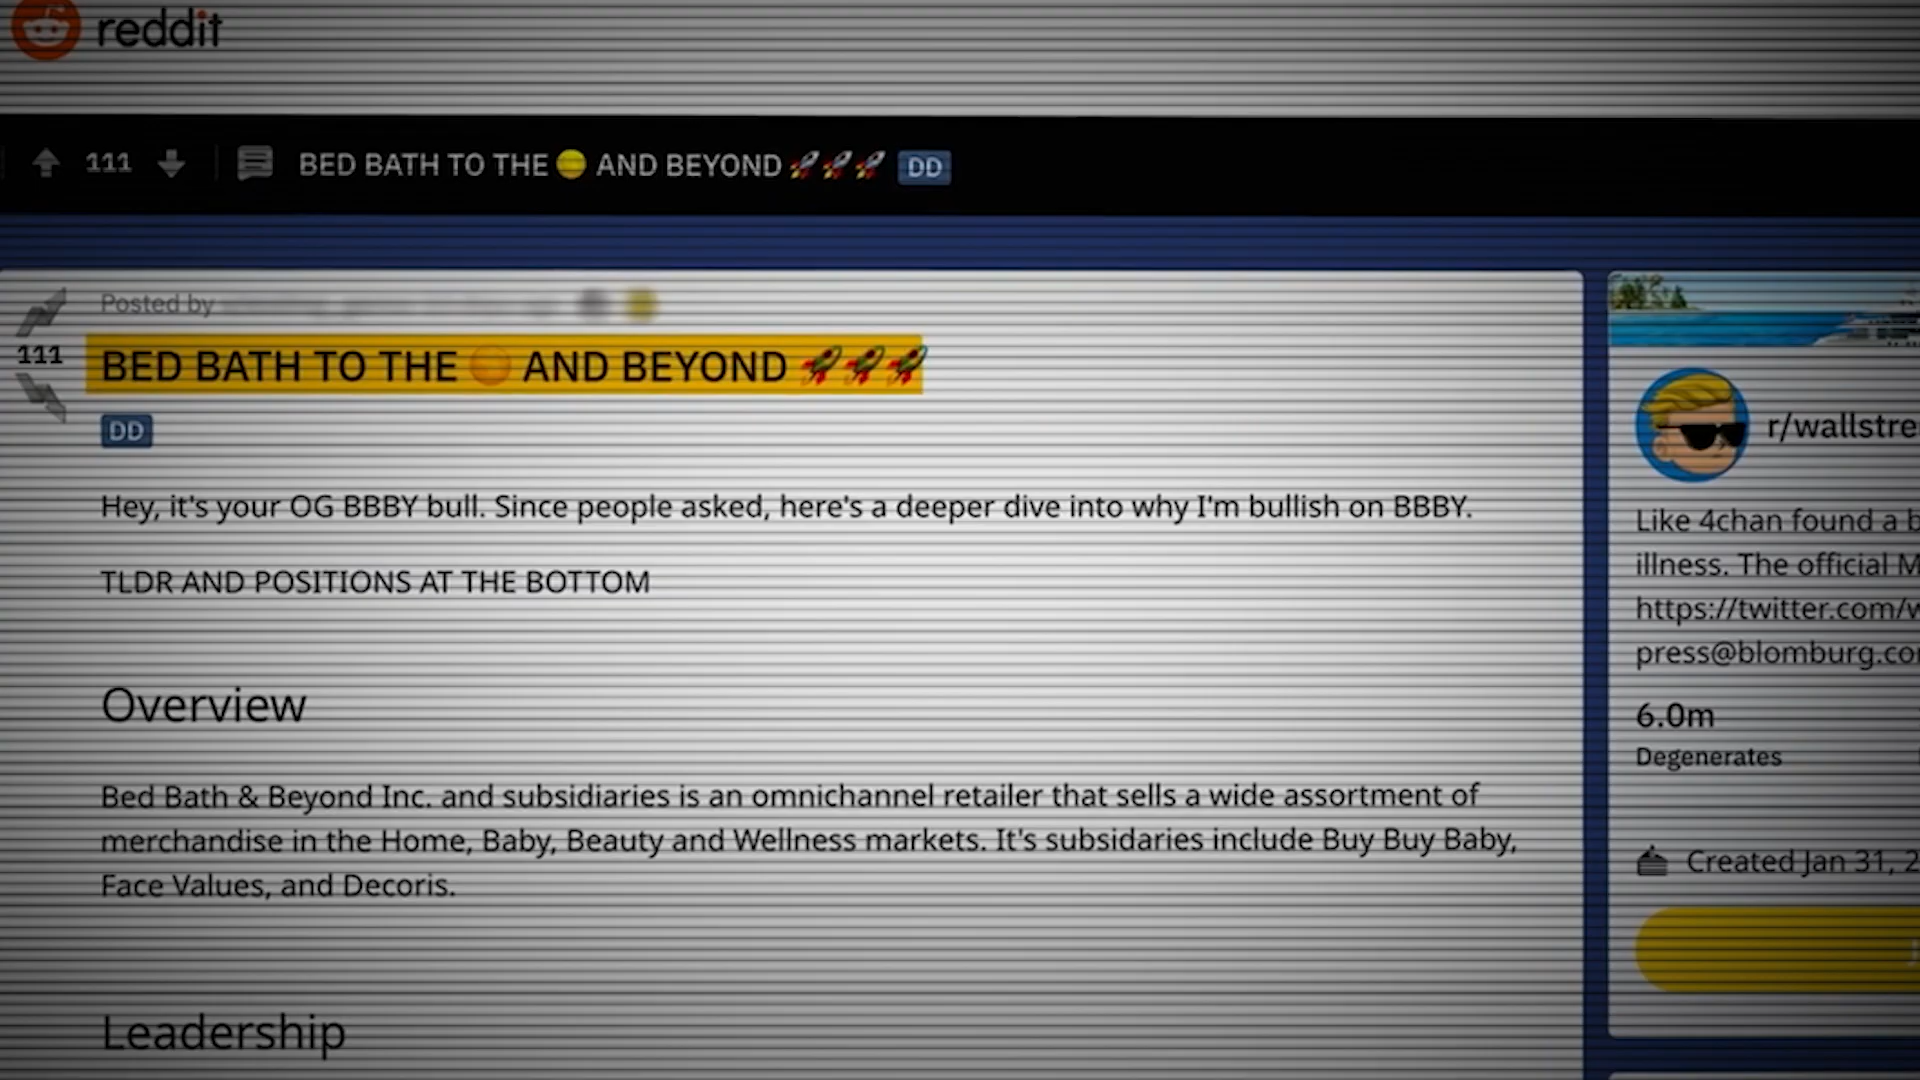 reddit
111 BED BATH TO THE 🟡 AND BEYOND 🚀🚀🚀 DD
Posted by
111
BED BATH TO THE 🟠 AND BEYOND 🚀🚀🚀
DD
Hey, it's your OG BBBY bull. Since people asked, here's a deeper dive into why I'm bullish on BBBY.
TLDR AND POSITIONS AT THE BOTTOM
Overview
Bed Bath & Beyond Inc. and subsidiaries is an omnichannel retailer that sells a wide assortment of
merchandise in the Home, Baby, Beauty and Wellness markets. It's subsidaries include Buy Buy Baby,
Face Values, and Decoris.
Leadership
r/wallstre
Like 4chan found a b
illness. The official M
https://twitter.com/w
press@blomburg.co
6.0m
Degenerates
Created Jan 31, 2